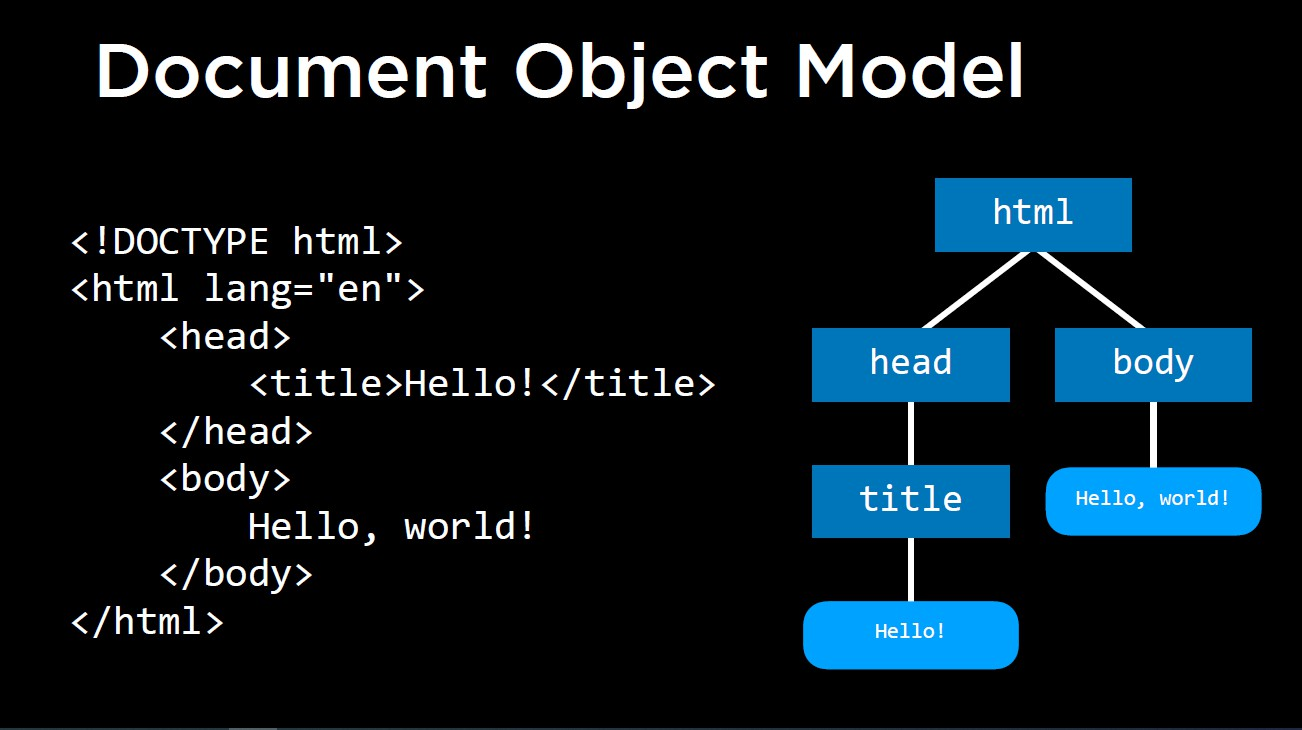 Document Object Model
<!DOCTYPE html>
<html lang="en">
    <head>
        <title>Hello!</title>
    </head>
    <body>
        Hello, world!
    </body>
</html>
html
head
body
title
Hello, world!
Hello!